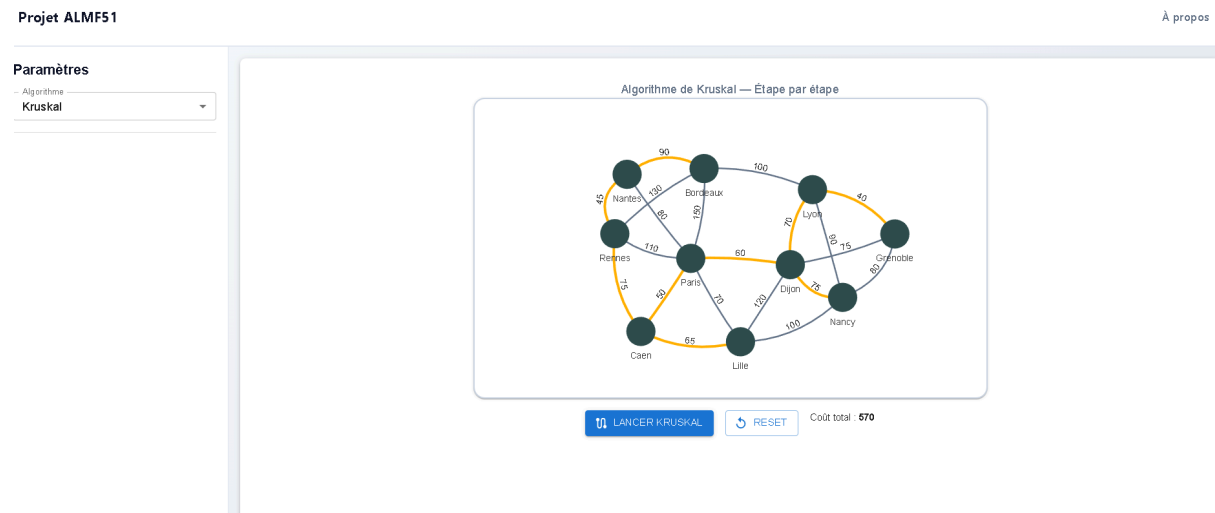 Projet ALMF51
À propos
Paramètres
Algorithme
Kruskal
Algorithme de Kruskal — Étape par étape
90
100
130
Nantes
Bordeaux
45
40
80
150
Lyon
70
90
110
75
Rennes
60
Grenoble
Paris
80
75
50
70
Dijon
75
120
Nancy
100
65
Caen
Lille
LANCER KRUSKAL
RESET
Coût total : 570